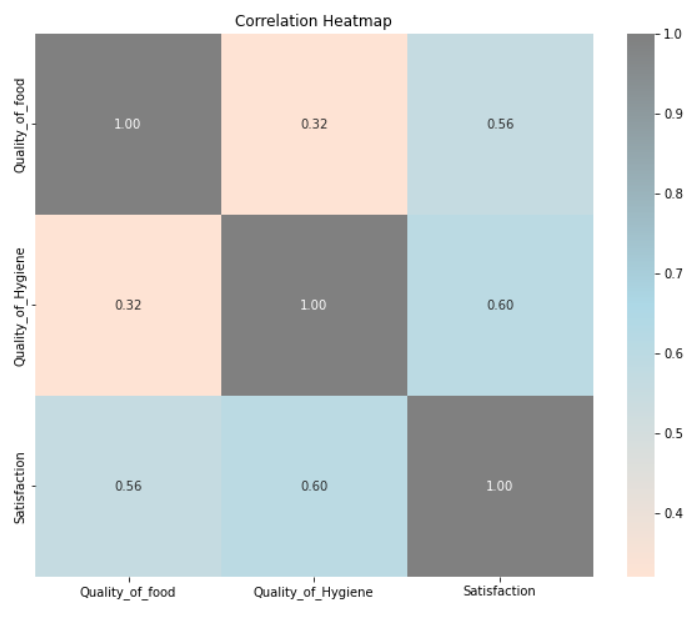 Correlation Heatmap
Quality_of_food
1.00
0.32
0.56
Quality_of_Hygiene
0.32
1.00
0.60
Satisfaction
0.56
0.60
1.00
Quality_of_food
Quality_of_Hygiene
Satisfaction
1.0
0.9
0.8
0.7
0.6
0.5
0.4